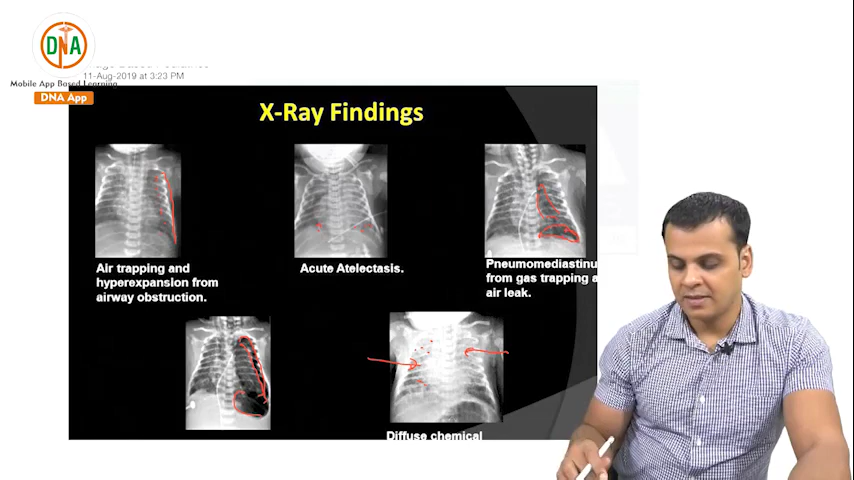 DNA
11-Aug-2019 at 3:23 PM
Mobile App Based Learning
DNA App
X-Ray Findings
Air trapping and
hyperexpansion from
airway obstruction.
Acute Atelectasis.
Pneumomediastinu
from gas trapping a
air leak.
Diffuse chemical